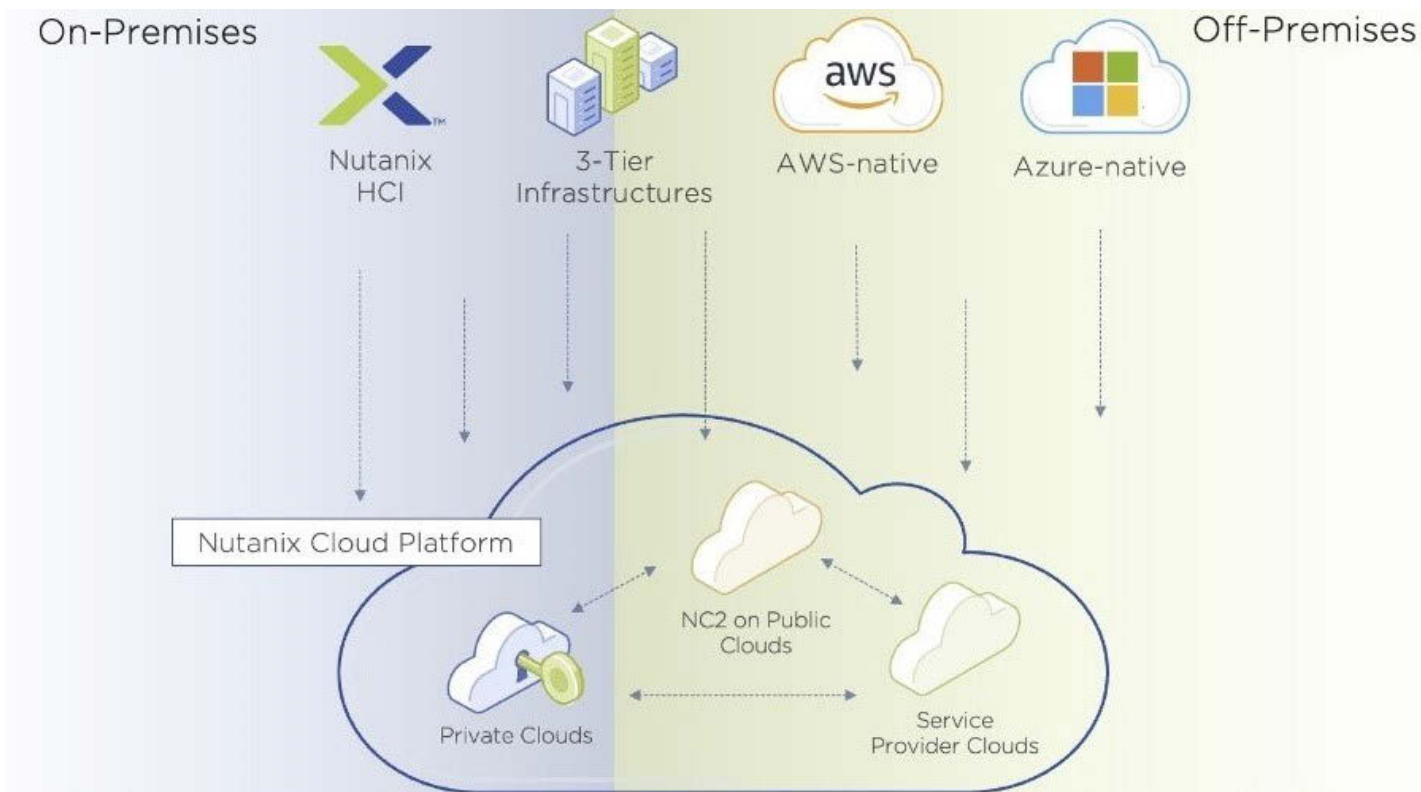 On-Premises
Off-Premises
TM
aws
Nutanix
HCI
3-Tier
Infrastructures
AWS-native
Azure-native
Nutanix Cloud Platform
NC2 on Public
Clouds
Private Clouds
Service
Provider Clouds